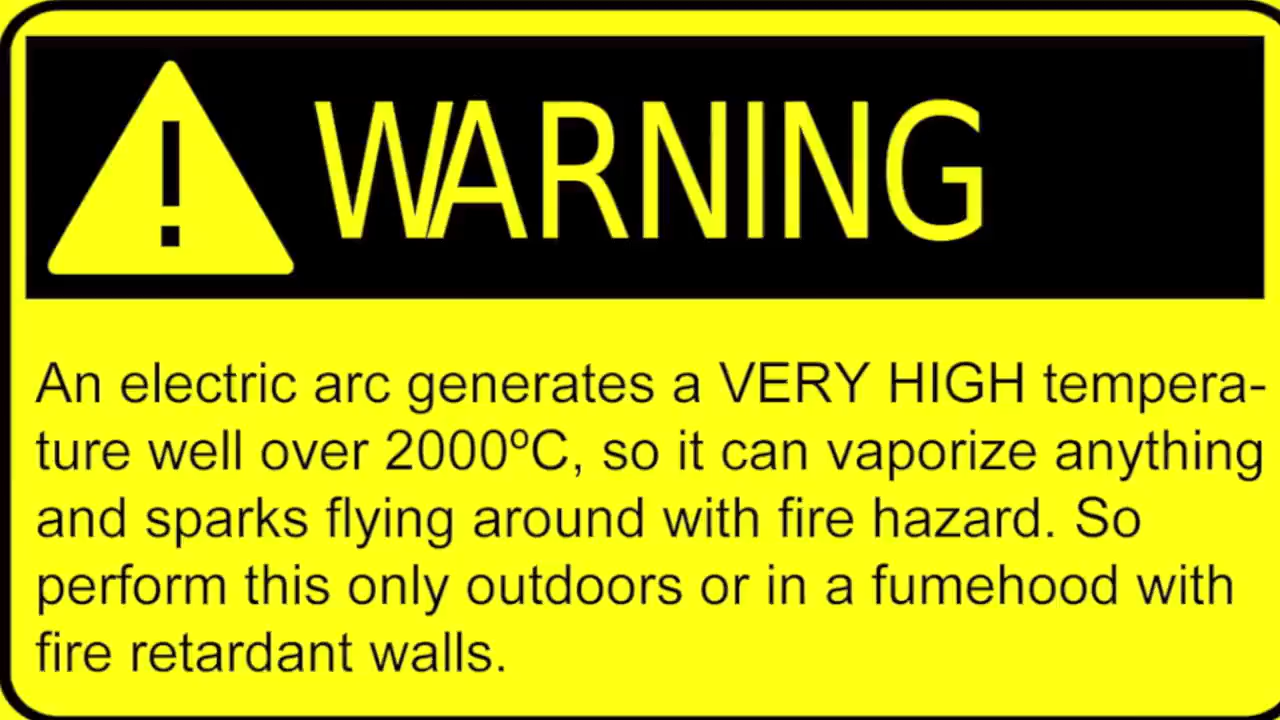 WARNING
An electric arc generates a VERY HIGH tempera-
ture well over 2000ºC, so it can vaporize anything
and sparks flying around with fire hazard. So
perform this only outdoors or in a fumehood with
fire retardant walls.